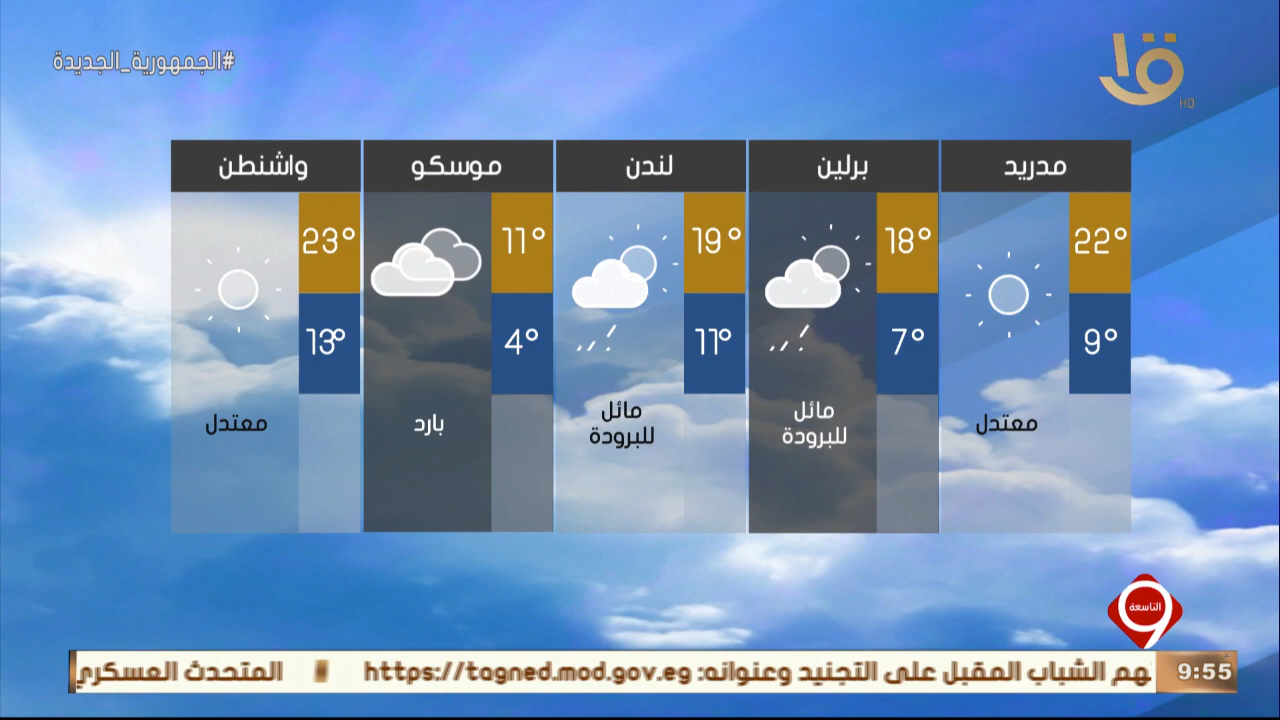 #الجمهورية_الجديدة
HD
مدريد
22°
9°
معتدل
برلين
18°
7°
مائل
للبرودة
لندن
19°
11°
مائل
للبرودة
موسكو
11°
4°
بارد
واشنطن
23°
13°
معتدل
التاسعة
9
9:55
هم الشباب المقبل على التجنيد وعنوانه: https://tagned.mod.gov.eg
المتحدث العسكري